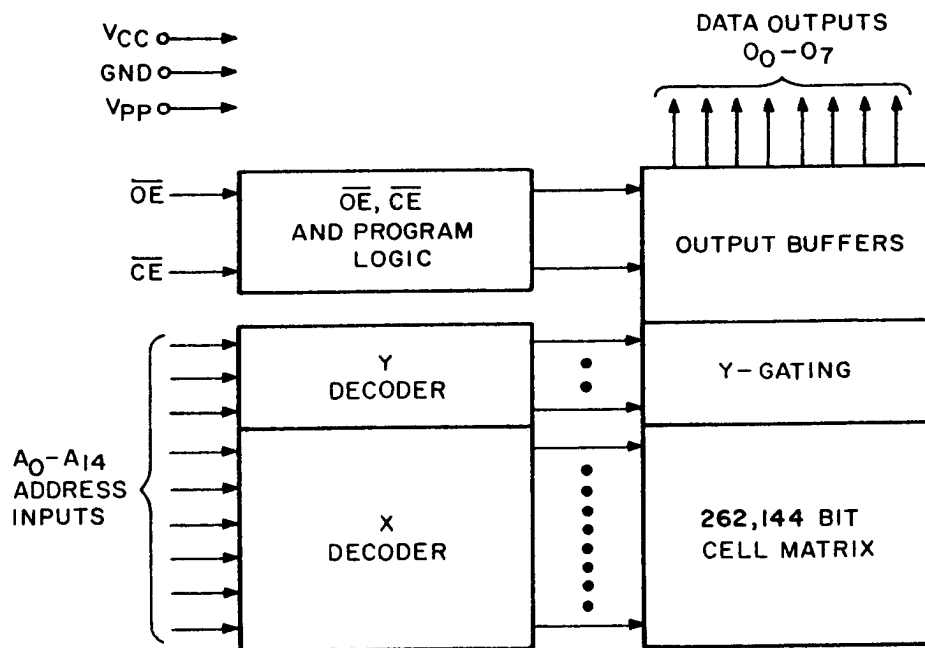 VCC
GND
VPP
DATA OUTPUTS
O0–O7
OE
CE
OE, CE
AND PROGRAM
LOGIC
OUTPUT BUFFERS
Y
DECODER
Y–GATING
A0–A14
ADDRESS
INPUTS
X
DECODER
262,144 BIT
CELL MATRIX